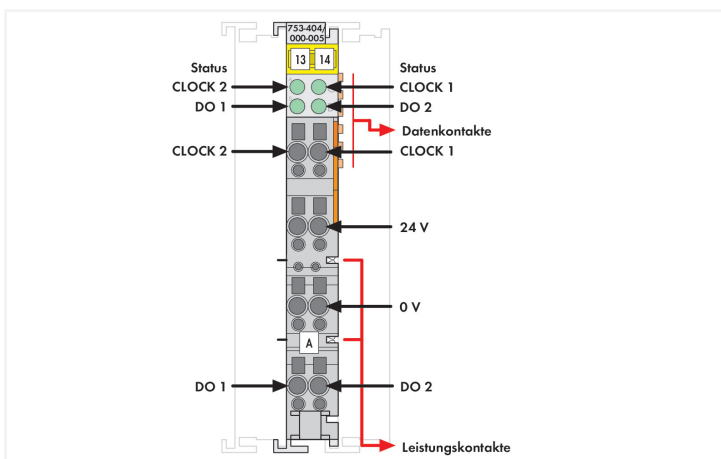 753-404/
000-005
13 14
Status
CLOCK 2
DO 1
Status
CLOCK 1
DO 2
Datenkontakte
CLOCK 2
CLOCK 1
24 V
0 V
A
DO 1
DO 2
Leistungskontakte